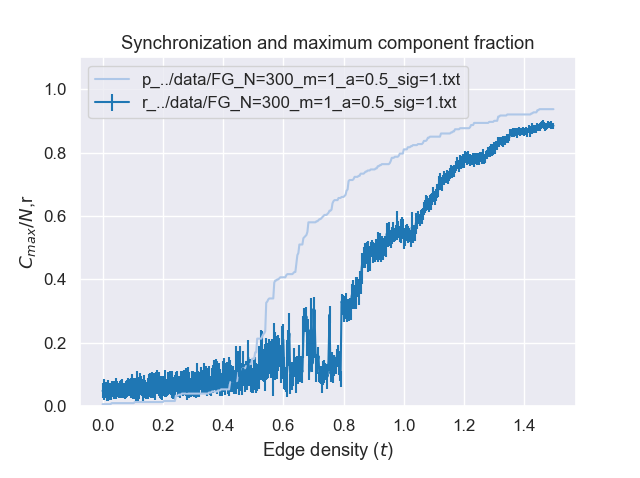 Synchronization and maximum component fraction
p_../data/FG_N=300_m=1_a=0.5_sig=1.txt
r_../data/FG_N=300_m=1_a=0.5_sig=1.txt
1.0
0.8
0.6
0.4
0.2
0.0
C_max/N,r
0.0 0.2 0.4 0.6 0.8 1.0 1.2 1.4
Edge density (t)